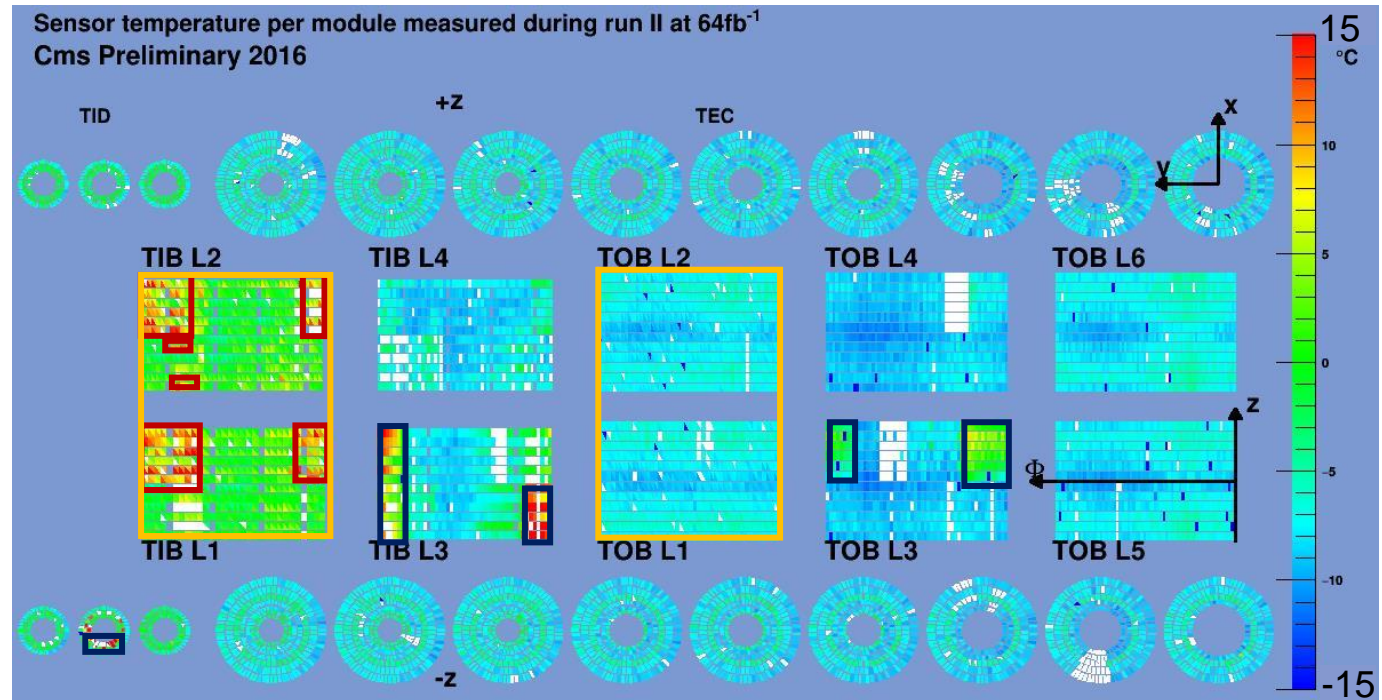 Sensor temperature per module measured during run II at 64fb⁻¹
Cms Preliminary 2016
15
°C
TID
+z
TEC
x
y
10
TIB L2
TIB L4
TOB L2
TOB L4
TOB L6
5
0
z
Φ
-5
TIB L1
TIB L3
TOB L1
TOB L3
TOB L5
-10
-z
-15